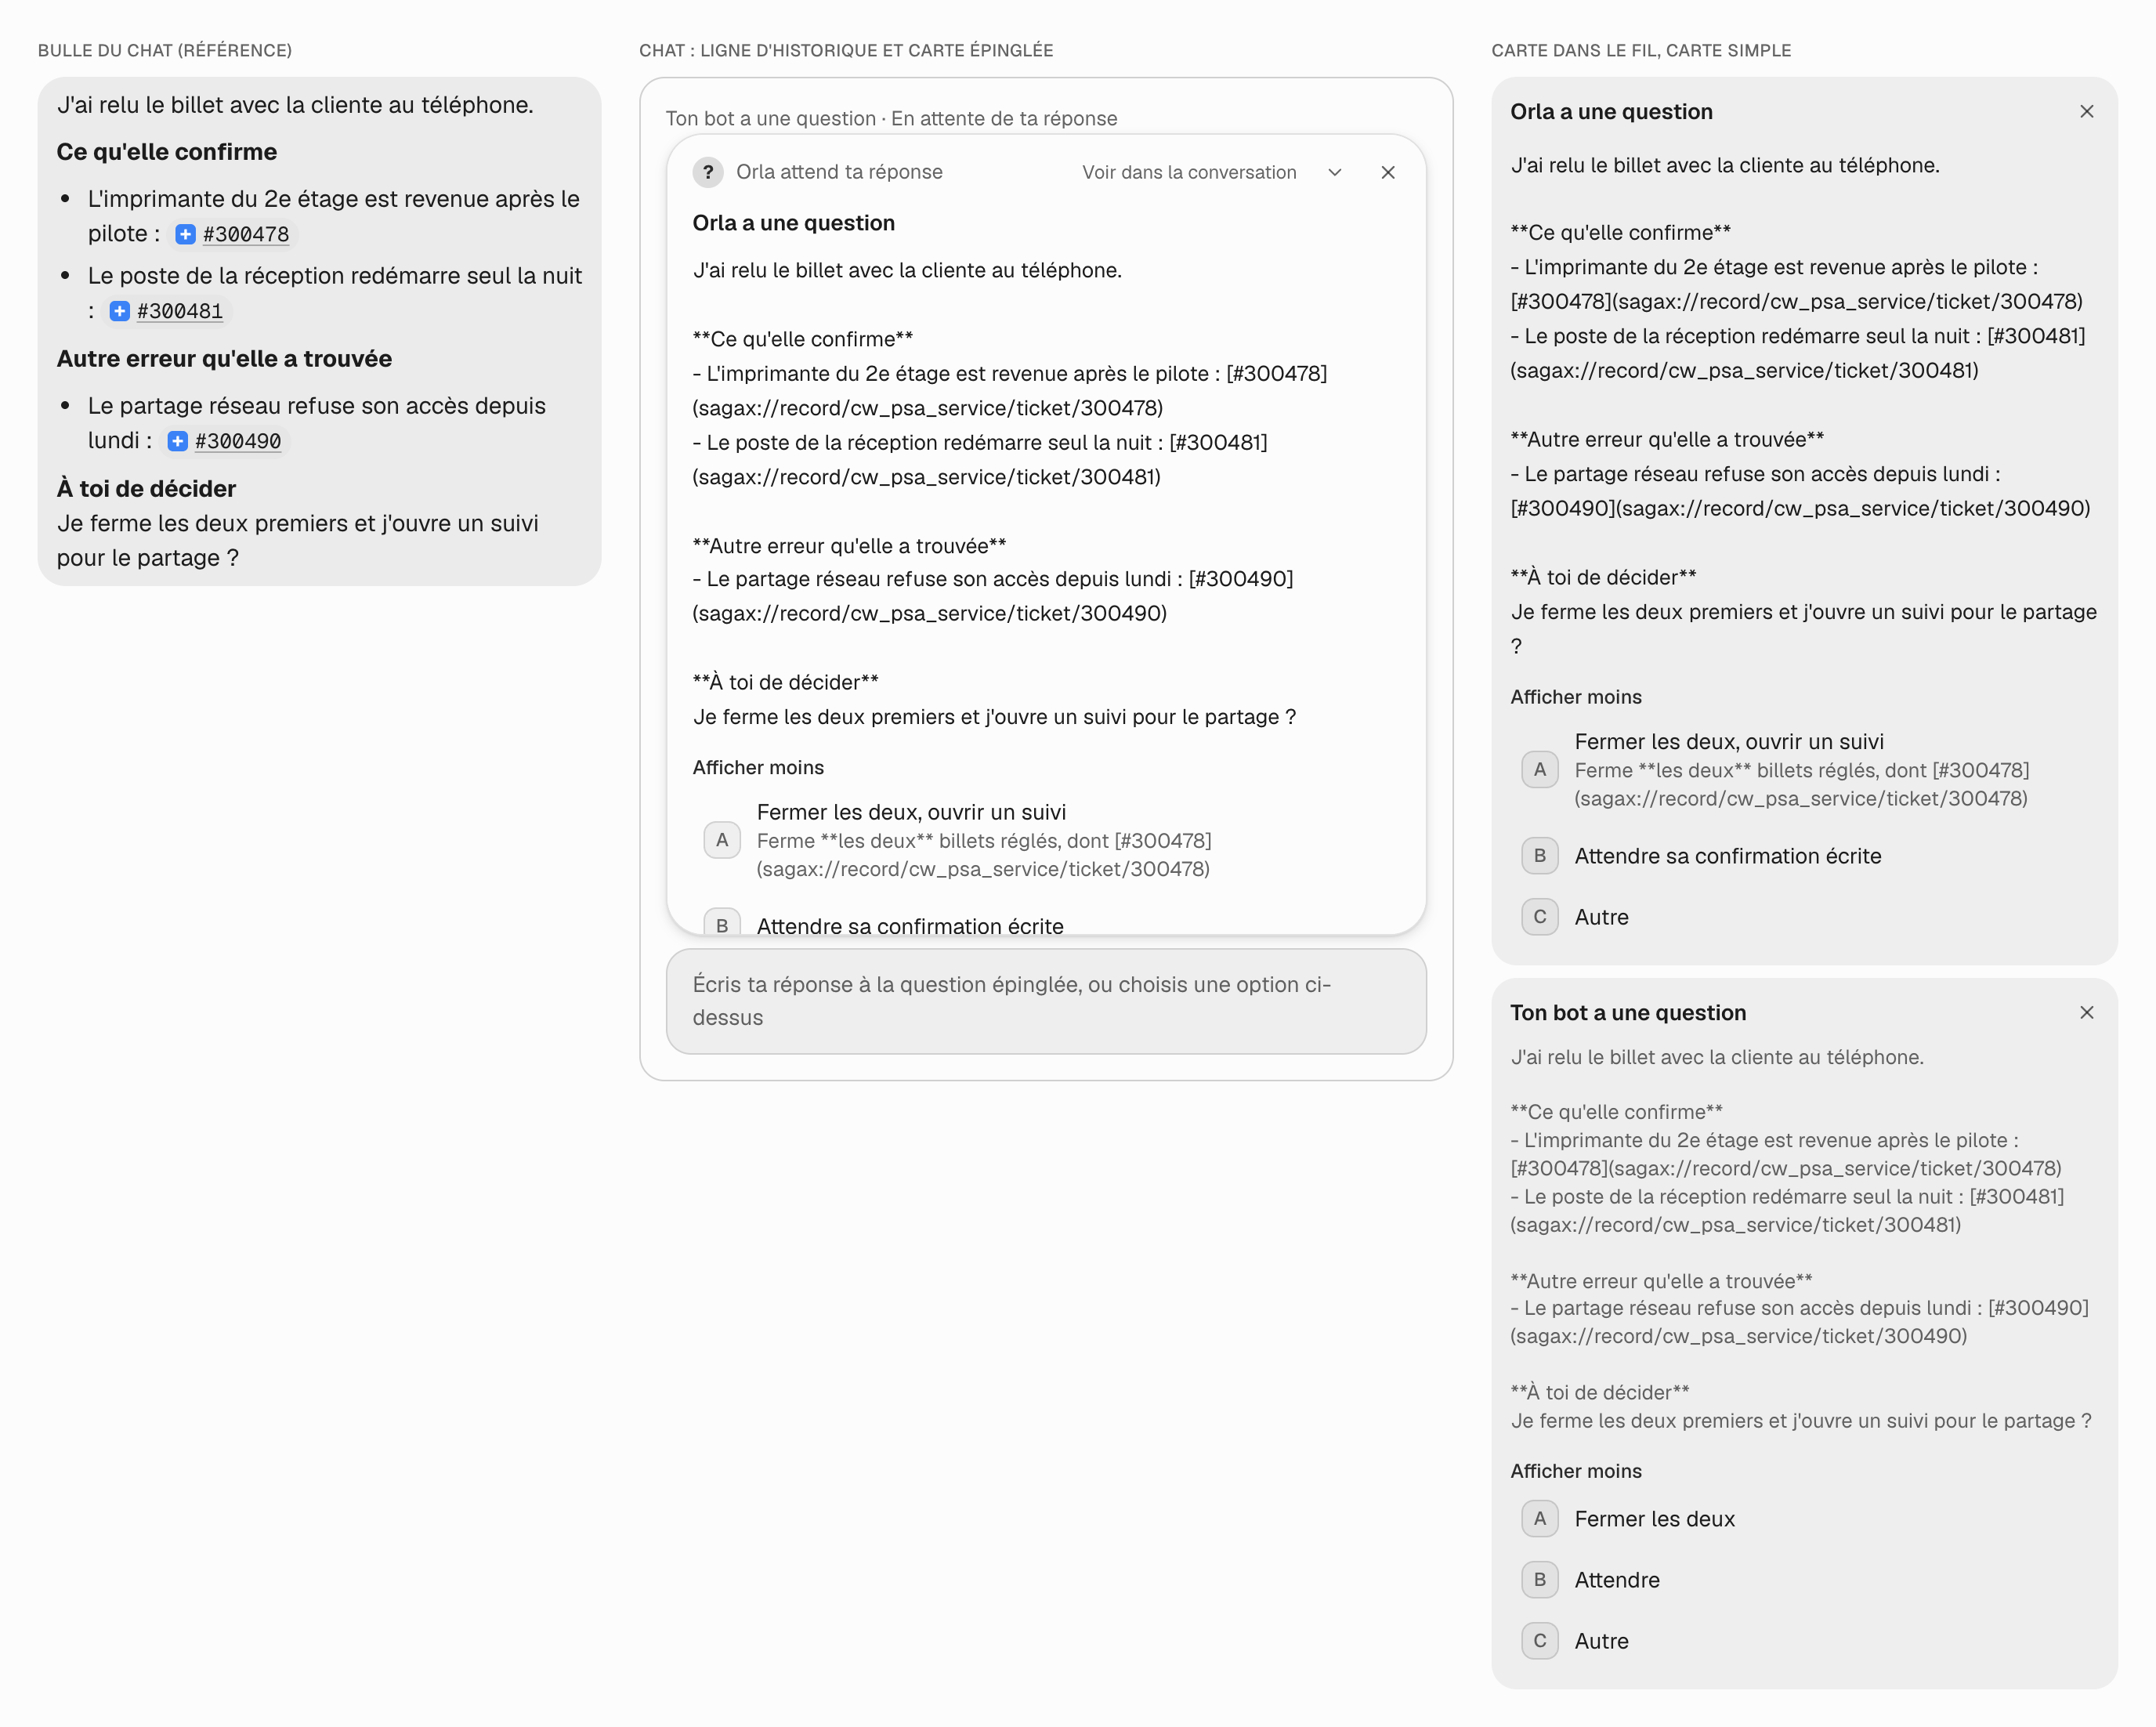 BULLE DU CHAT (RÉFÉRENCE)
J'ai relu le billet avec la cliente au téléphone.
Ce qu'elle confirme
• L'imprimante du 2e étage est revenue après le
pilote : #300478
• Le poste de la réception redémarre seul la nuit
: #300481
Autre erreur qu'elle a trouvée
• Le partage réseau refuse son accès depuis
lundi : #300490
À toi de décider
Je ferme les deux premiers et j'ouvre un suivi
pour le partage ?
CHAT : LIGNE D'HISTORIQUE ET CARTE ÉPINGLÉE
Ton bot a une question · En attente de ta réponse
? Orla attend ta réponse Voir dans la conversation
Orla a une question
J'ai relu le billet avec la cliente au téléphone.
**Ce qu'elle confirme**
- L'imprimante du 2e étage est revenue après le pilote : [#300478]
(sagax://record/cw_psa_service/ticket/300478)
- Le poste de la réception redémarre seul la nuit : [#300481]
(sagax://record/cw_psa_service/ticket/300481)
**Autre erreur qu'elle a trouvée**
- Le partage réseau refuse son accès depuis lundi : [#300490]
(sagax://record/cw_psa_service/ticket/300490)
**À toi de décider**
Je ferme les deux premiers et j'ouvre un suivi pour le partage ?
Afficher moins
Fermer les deux, ouvrir un suivi
A Ferme **les deux** billets réglés, dont [#300478]
(sagax://record/cw_psa_service/ticket/300478)
B Attendre sa confirmation écrite
Écris ta réponse à la question épinglée, ou choisis une option ci-
dessus
CARTE DANS LE FIL, CARTE SIMPLE
Orla a une question
J'ai relu le billet avec la cliente au téléphone.
**Ce qu'elle confirme**
- L'imprimante du 2e étage est revenue après le pilote :
[#300478](sagax://record/cw_psa_service/ticket/300478)
- Le poste de la réception redémarre seul la nuit : [#300481]
(sagax://record/cw_psa_service/ticket/300481)
**Autre erreur qu'elle a trouvée**
- Le partage réseau refuse son accès depuis lundi :
[#300490](sagax://record/cw_psa_service/ticket/300490)
**À toi de décider**
Je ferme les deux premiers et j'ouvre un suivi pour le partage
?
Afficher moins
Fermer les deux, ouvrir un suivi
A Ferme **les deux** billets réglés, dont [#300478]
(sagax://record/cw_psa_service/ticket/300478)
B Attendre sa confirmation écrite
C Autre
Ton bot a une question
J'ai relu le billet avec la cliente au téléphone.
**Ce qu'elle confirme**
- L'imprimante du 2e étage est revenue après le pilote :
[#300478](sagax://record/cw_psa_service/ticket/300478)
- Le poste de la réception redémarre seul la nuit : [#300481]
(sagax://record/cw_psa_service/ticket/300481)
**Autre erreur qu'elle a trouvée**
- Le partage réseau refuse son accès depuis lundi : [#300490]
(sagax://record/cw_psa_service/ticket/300490)
**À toi de décider**
Je ferme les deux premiers et j'ouvre un suivi pour le partage ?
Afficher moins
A Fermer les deux
B Attendre
C Autre